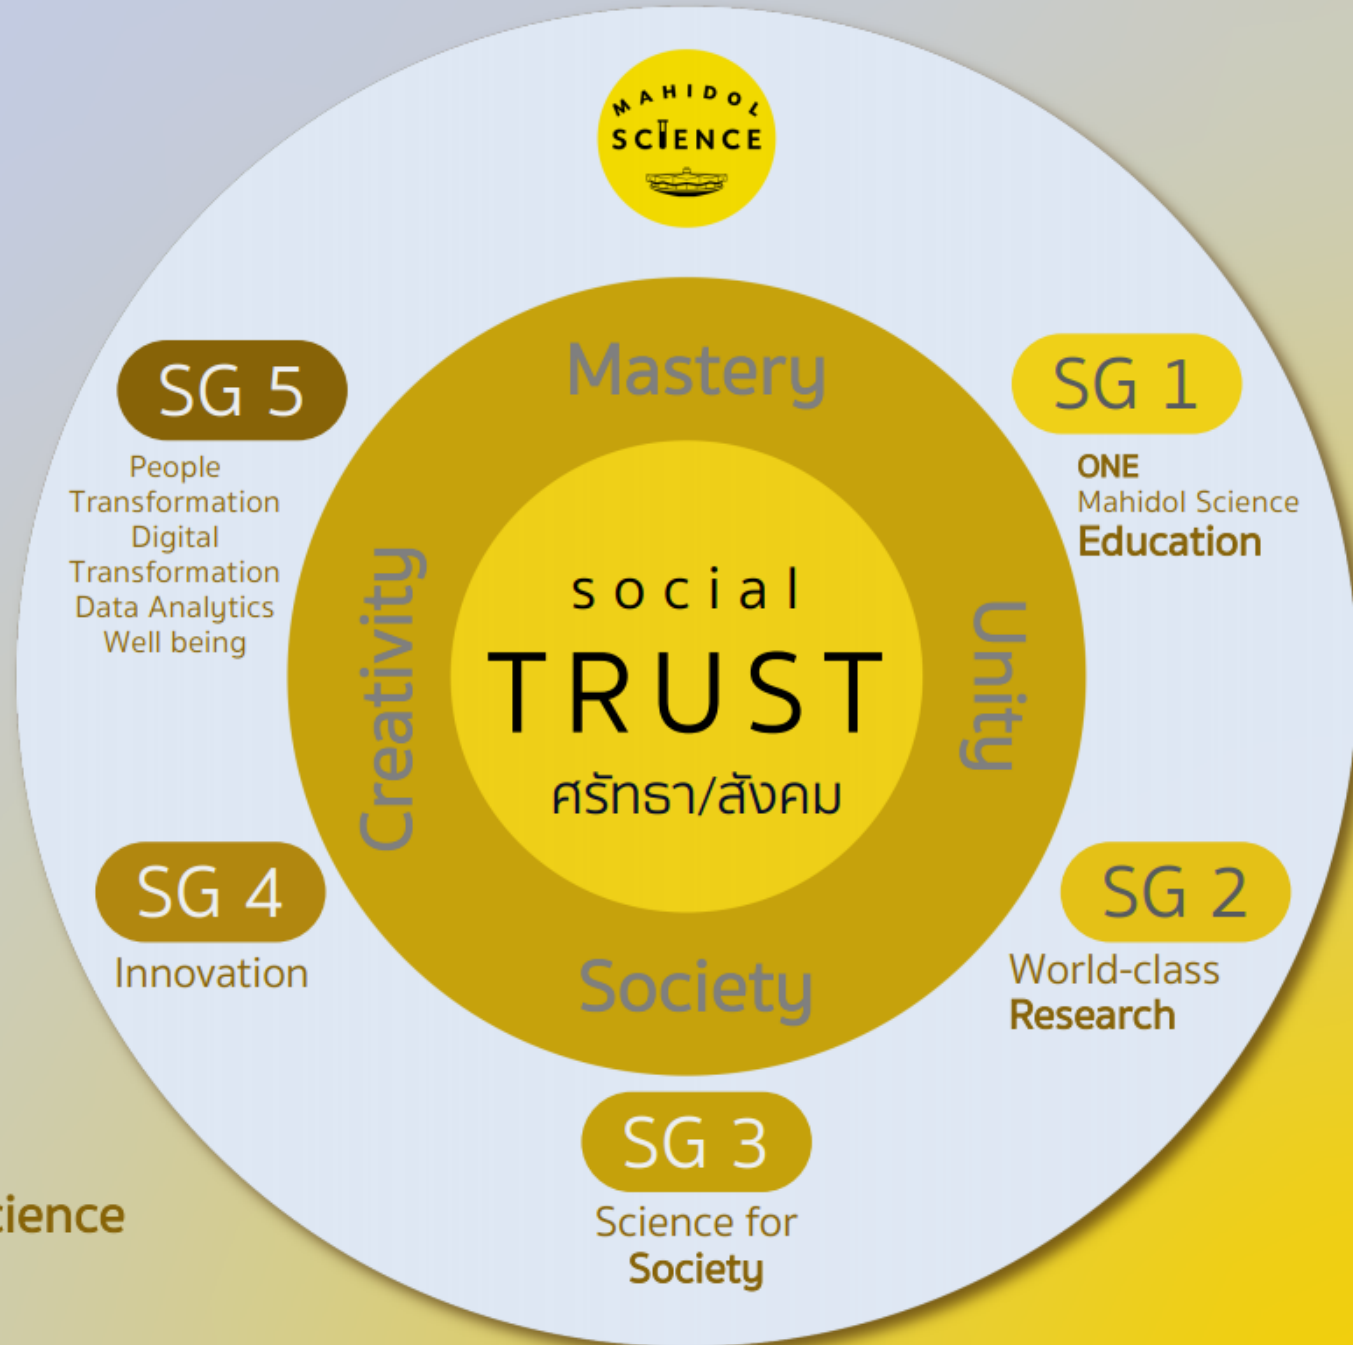 MAHIDOL
SCIENCE
Mastery
Unity
Society
Creativity
social
TRUST
ศรัทธา/สังคม
SG 1
ONE
Mahidol Science
Education
SG 2
World-class
Research
SG 3
Science for
Society
SG 4
Innovation
SG 5
People
Transformation
Digital
Transformation
Data Analytics
Well being